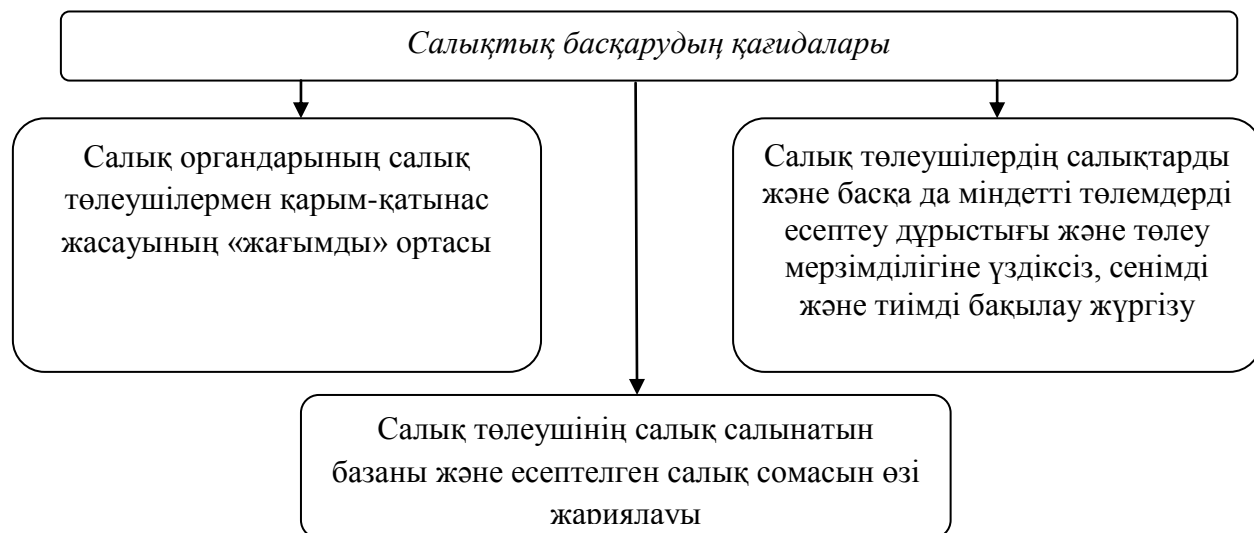 Салықтық басқарудың қағидалары
Салық органдарының салық
төлеушілермен қарым-қатынас
жасауының «жағымды» ортасы
Салық төлеушілердің салықтарды
және басқа да міндетті төлемдерді
есептеу дұрыстығы және төлеу
мерзімділігіне үздіксіз, сенімді
және тиімді бақылау жүргізу
Салық төлеушінің салық салынатын
базаны және есептелген салық сомасын өзі
жариялауы